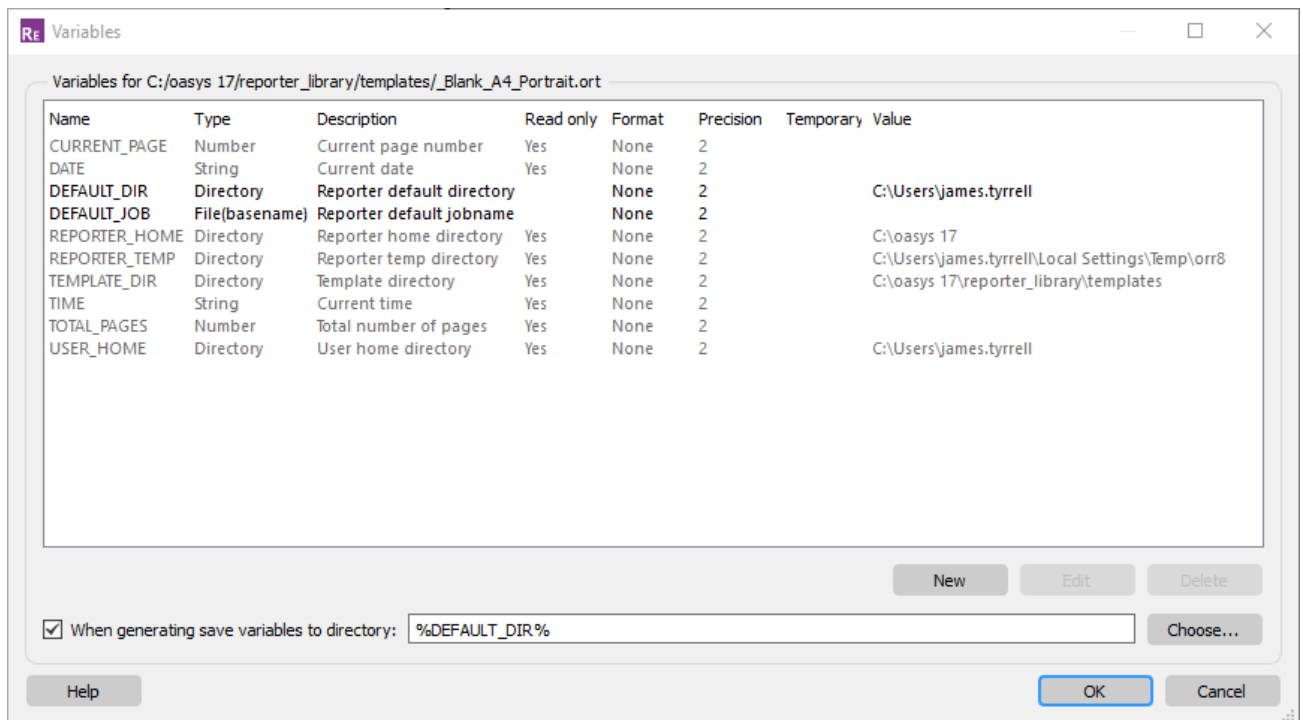 RE Variables
Variables for C:/oasys 17/reporter_library/templates/_Blank_A4_Portrait.ort
Name Type Description Read only Format Precision Temporary Value
CURRENT_PAGE Number Current page number Yes None 2
DATE String Current date Yes None 2
DEFAULT_DIR Directory Reporter default directory None 2 C:\Users\james.tyrrell
DEFAULT_JOB File(basename) Reporter default jobname None 2
REPORTER_HOME Directory Reporter home directory Yes None 2 C:\oasys 17
REPORTER_TEMP Directory Reporter temp directory Yes None 2 C:\Users\james.tyrrell\Local Settings\Temp\orr8
TEMPLATE_DIR Directory Template directory Yes None 2 C:\oasys 17\reporter_library\templates
TIME String Current time Yes None 2
TOTAL_PAGES Number Total number of pages Yes None 2
USER_HOME Directory User home directory Yes None 2 C:\Users\james.tyrrell
New Edit Delete
When generating save variables to directory: %DEFAULT_DIR% Choose...
Help OK Cancel